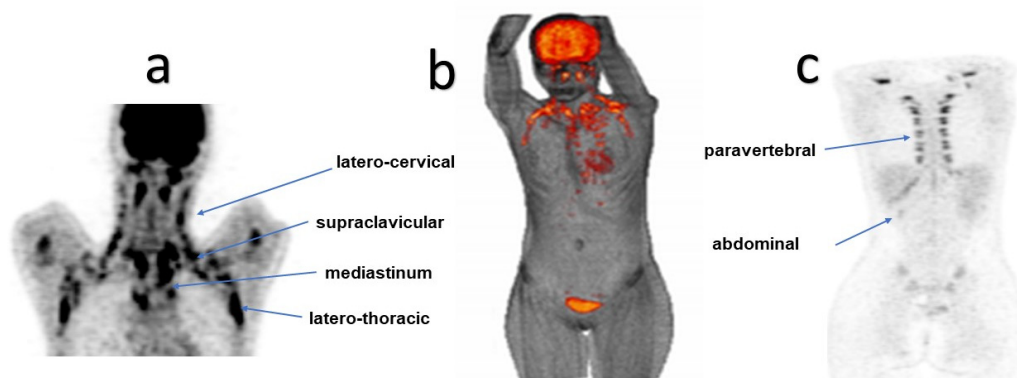 a
b
c
latero-cervical
supraclavicular
mediastinum
latero-thoracic
paravertebral
abdominal